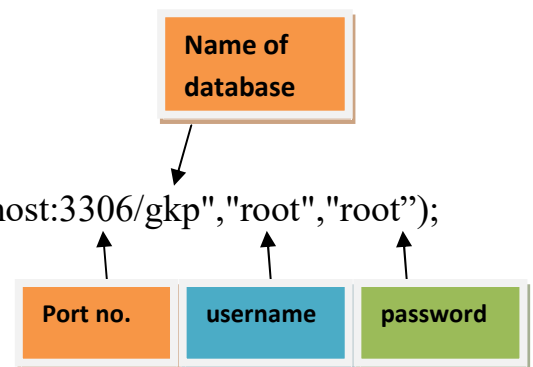 Name of
database
host:3306/gkp","root","root”);
Port no.
username
password